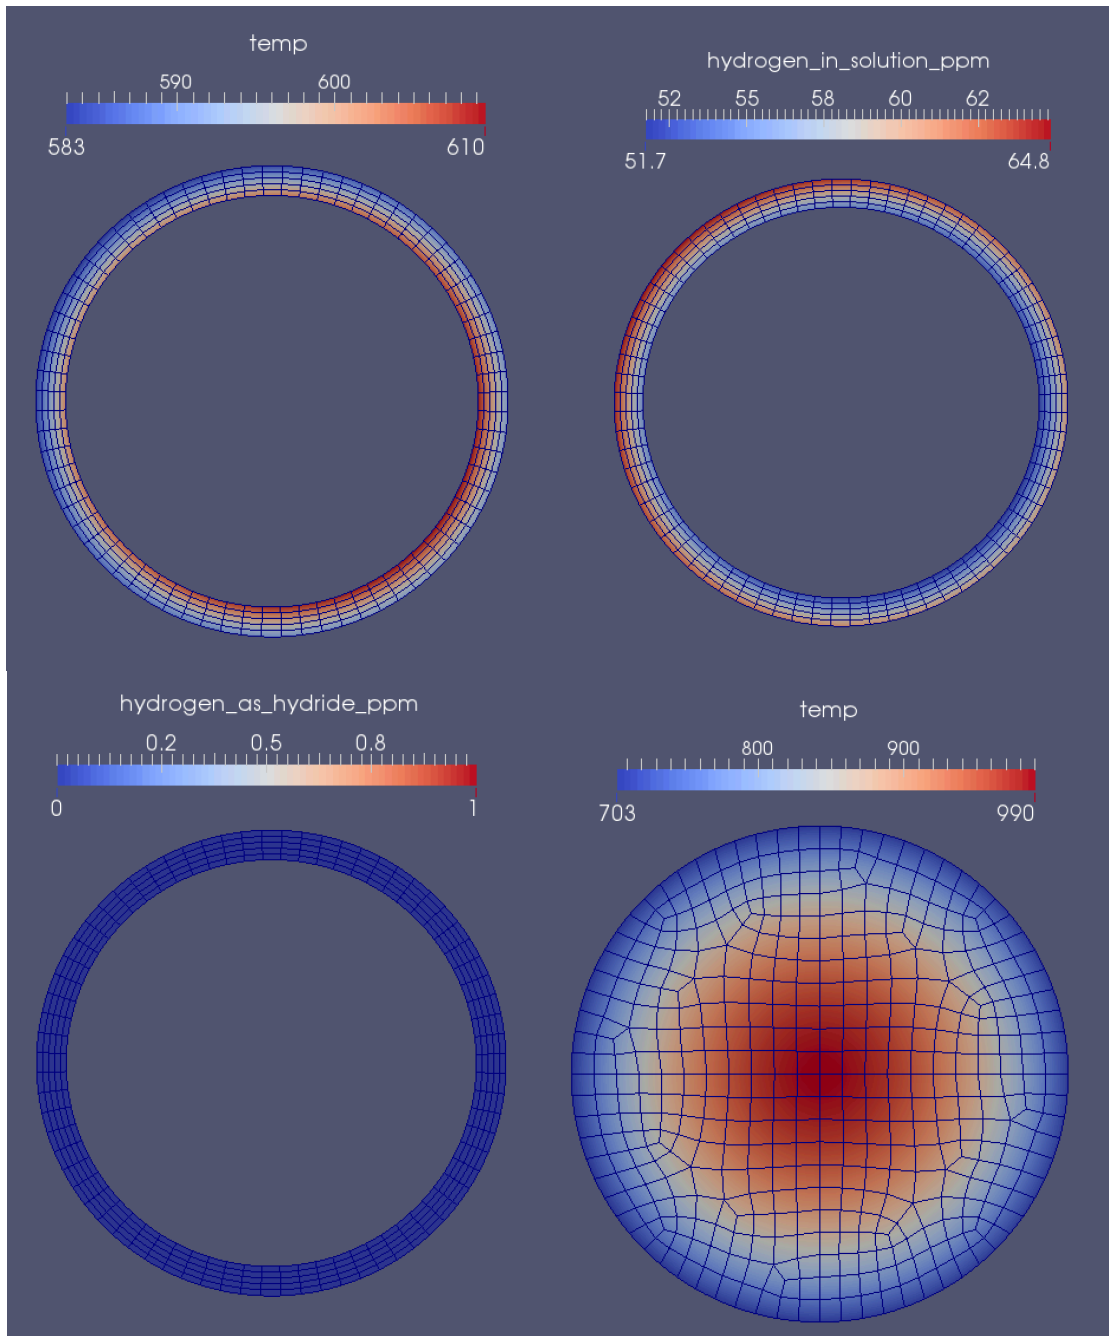 temp
590 600
583 610
hydrogen_in_solution_ppm
52 55 58 60 62
51.7 64.8
hydrogen_as_hydride_ppm
0.2 0.5 0.8
0 1
temp
800 900
703 990